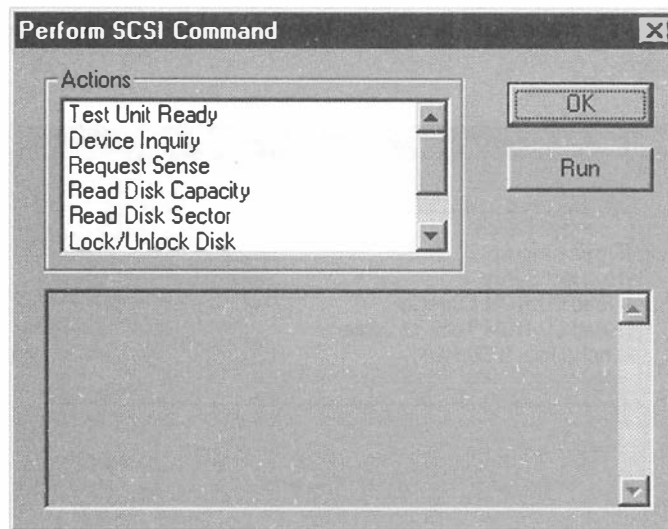 Perform SCSI Command
Actions
Test Unit Ready
Device Inquiry
Request Sense
Read Disk Capacity
Read Disk Sector
Lock/Unlock Disk
OK
Run